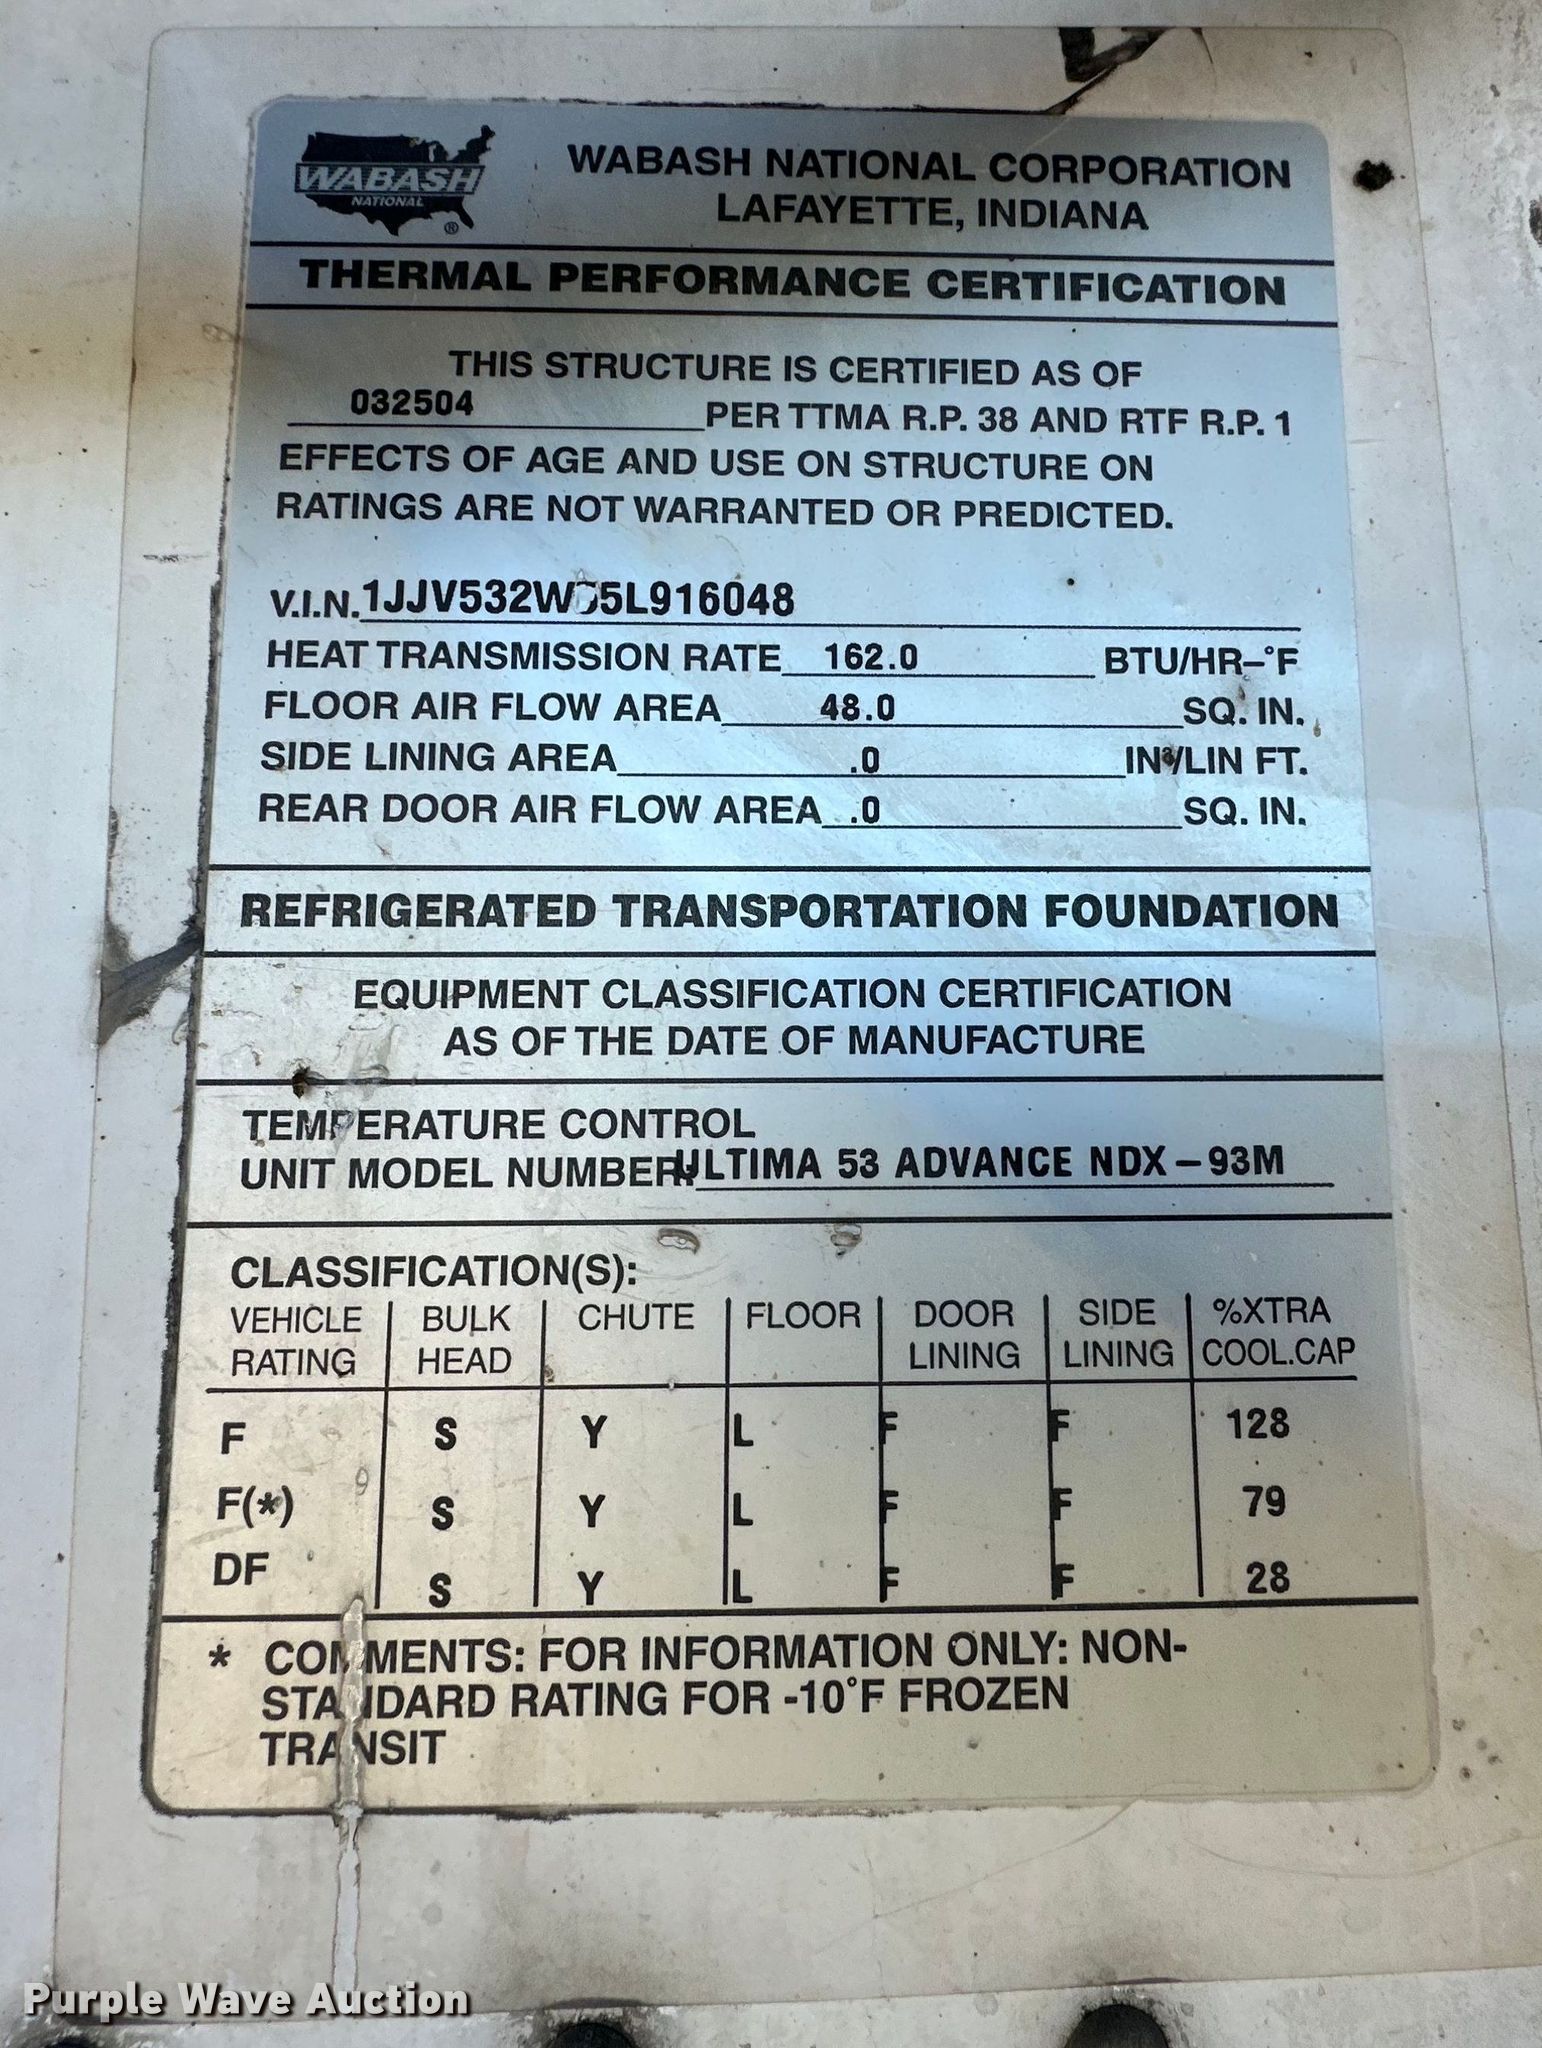 WABASH
NATIONAL
®
WABASH NATIONAL CORPORATION
LAFAYETTE, INDIANA
THERMAL PERFORMANCE CERTIFICATION
THIS STRUCTURE IS CERTIFIED AS OF
032504 PER TTMA R.P. 38 AND RTF R.P. 1
EFFECTS OF AGE AND USE ON STRUCTURE ON
RATINGS ARE NOT WARRANTED OR PREDICTED.
V.I.N.
HEAT TRANSMISSION RATE 162.0 BTU/HR-°F
FLOOR AIR FLOW AREA 48.0 SQ. IN.
SIDE LINING AREA .0 IN³/LIN FT.
REAR DOOR AIR FLOW AREA .0 SQ. IN.
REFRIGERATED TRANSPORTATION FOUNDATION
EQUIPMENT CLASSIFICATION CERTIFICATION
AS OF THE DATE OF MANUFACTURE
TEMPERATURE CONTROL
UNIT MODEL NUMBER: ULTIMA 53 ADVANCE NDX-93M
CLASSIFICATION(S):
VEHICLE RATING BULK HEAD CHUTE FLOOR DOOR LINING SIDE LINING %XTRA COOL.CAP
F S Y L F F 128
F(*) S Y L F F 79
DF S Y L F F 28
* COMMENTS: FOR INFORMATION ONLY: NON-
STANDARD RATING FOR -10°F FROZEN
TRANSIT
Purple Wave Auction